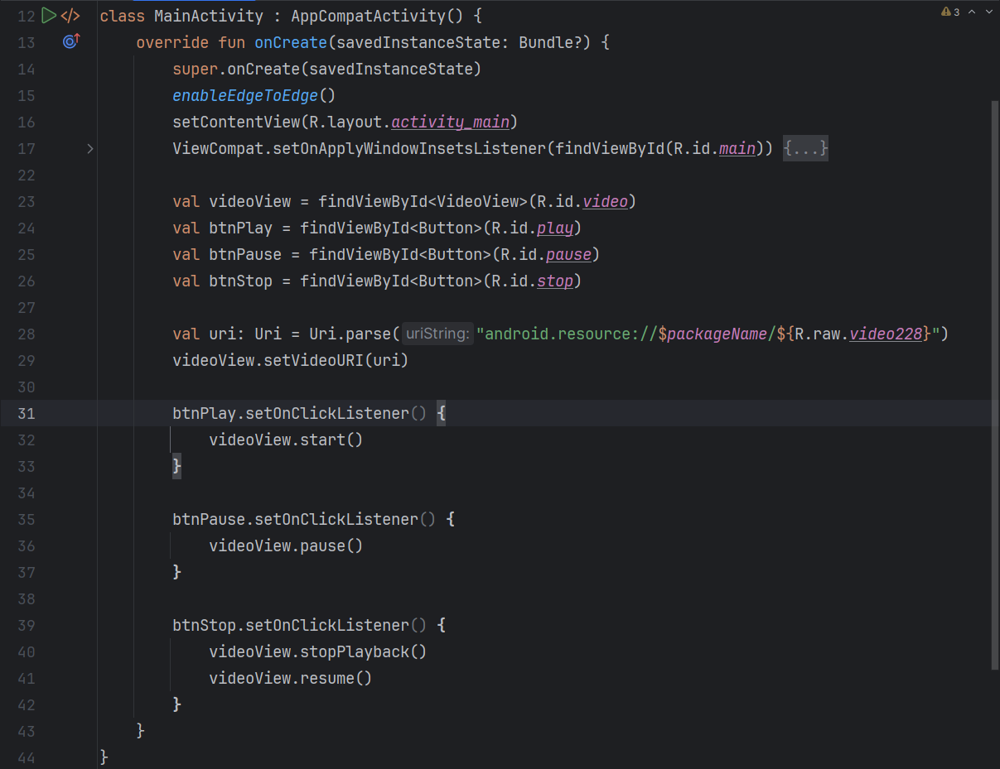 12 </> class MainActivity : AppCompatActivity() { 3
13 override fun onCreate(savedInstanceState: Bundle?) {
14 super.onCreate(savedInstanceState)
15 enableEdgeToEdge()
16 setContentView(R.layout.activity_main)
17 ViewCompat.setOnApplyWindowInsetsListener(findViewById(R.id.main)) {...}
22
23 val videoView = findViewById<VideoView>(R.id.video)
24 val btnPlay = findViewById<Button>(R.id.play)
25 val btnPause = findViewById<Button>(R.id.pause)
26 val btnStop = findViewById<Button>(R.id.stop)
27
28 val uri: Uri = Uri.parse( uriString: "android.resource://$packageName/${R.raw.video228}")
29 videoView.setVideoURI(uri)
30
31 btnPlay.setOnClickListener() {
32 videoView.start()
33 }
34
35 btnPause.setOnClickListener() {
36 videoView.pause()
37 }
38
39 btnStop.setOnClickListener() {
40 videoView.stopPlayback()
41 videoView.resume()
42 }
43 }
44 }